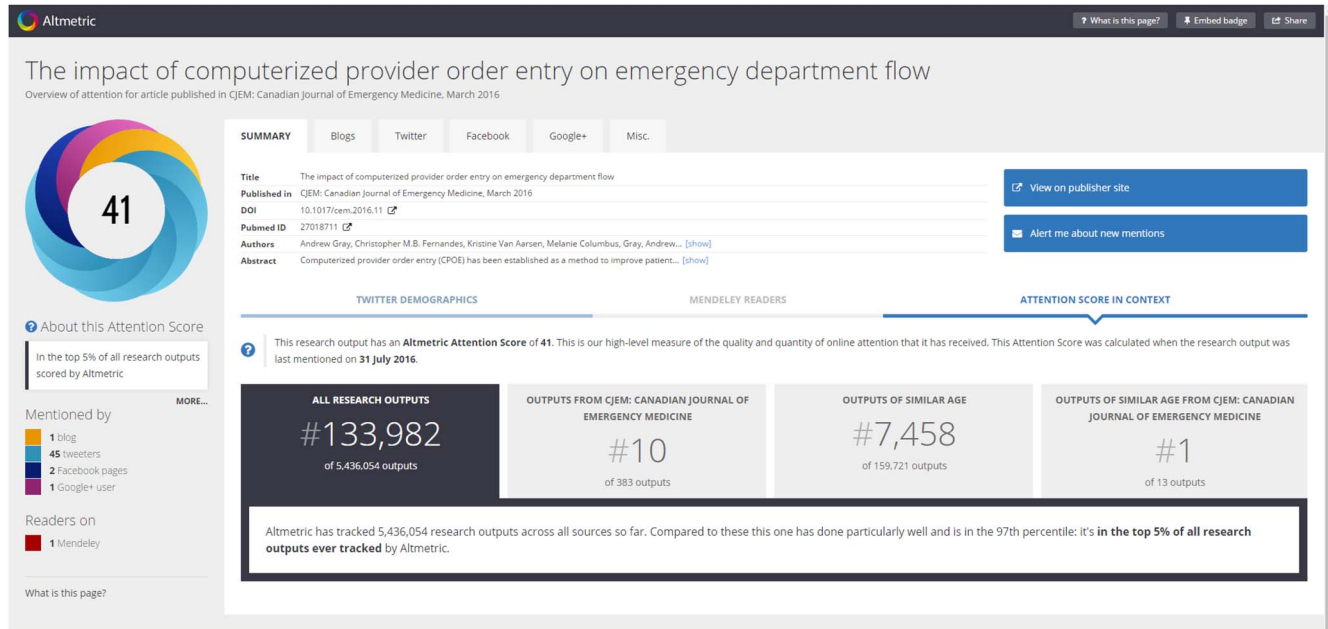 Altmetric
? What is this page?
Embed badge
Share
The impact of computerized provider order entry on emergency department flow
Overview of attention for article published in CJEM: Canadian Journal of Emergency Medicine, March 2016
41
About this Attention Score
In the top 5% of all research outputs
scored by Altmetric
MORE...
Mentioned by
1 blog
45 tweeters
2 Facebook pages
1 Google+ user
Readers on
1 Mendeley
What is this page?
SUMMARY Blogs Twitter Facebook Google+ Misc.
Title The impact of computerized provider order entry on emergency department flow
Published in CJEM: Canadian Journal of Emergency Medicine, March 2016
DOI 10.1017/cem.2016.11
Pubmed ID 27018711
Authors Andrew Gray, Christopher M.B. Fernandes, Kristine Van Aarsen, Melanie Columbus, Gray, Andrew... [show]
Abstract Computerized provider order entry (CPOE) has been established as a method to improve patient... [show]
View on publisher site
Alert me about new mentions
TWITTER DEMOGRAPHICS MENDELEY READERS ATTENTION SCORE IN CONTEXT
?
This research output has an Altmetric Attention Score of 41. This is our high-level measure of the quality and quantity of online attention that it has received. This Attention Score was calculated when the research output was
last mentioned on 31 July 2016.
ALL RESEARCH OUTPUTS
#133,982
of 5,436,054 outputs
OUTPUTS FROM CJEM: CANADIAN JOURNAL OF
EMERGENCY MEDICINE
#10
of 383 outputs
OUTPUTS OF SIMILAR AGE
#7,458
of 159,721 outputs
OUTPUTS OF SIMILAR AGE FROM CJEM: CANADIAN
JOURNAL OF EMERGENCY MEDICINE
#1
of 13 outputs
Altmetric has tracked 5,436,054 research outputs across all sources so far. Compared to these this one has done particularly well and is in the 97th percentile: it's in the top 5% of all research
outputs ever tracked by Altmetric.